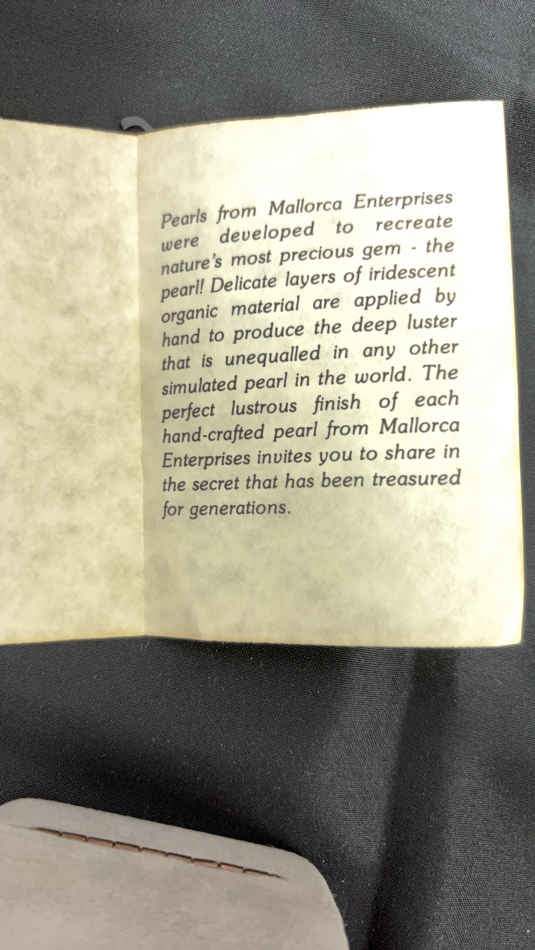 Pearls from Mallorca Enterprises
were developed to recreate
nature's most precious gem - the
pearl! Delicate layers of iridescent
organic material are applied by
hand to produce the deep luster
that is unequalled in any other
simulated pearl in the world. The
perfect lustrous finish of each
hand-crafted pearl from Mallorca
Enterprises invites you to share in
the secret that has been treasured
for generations.